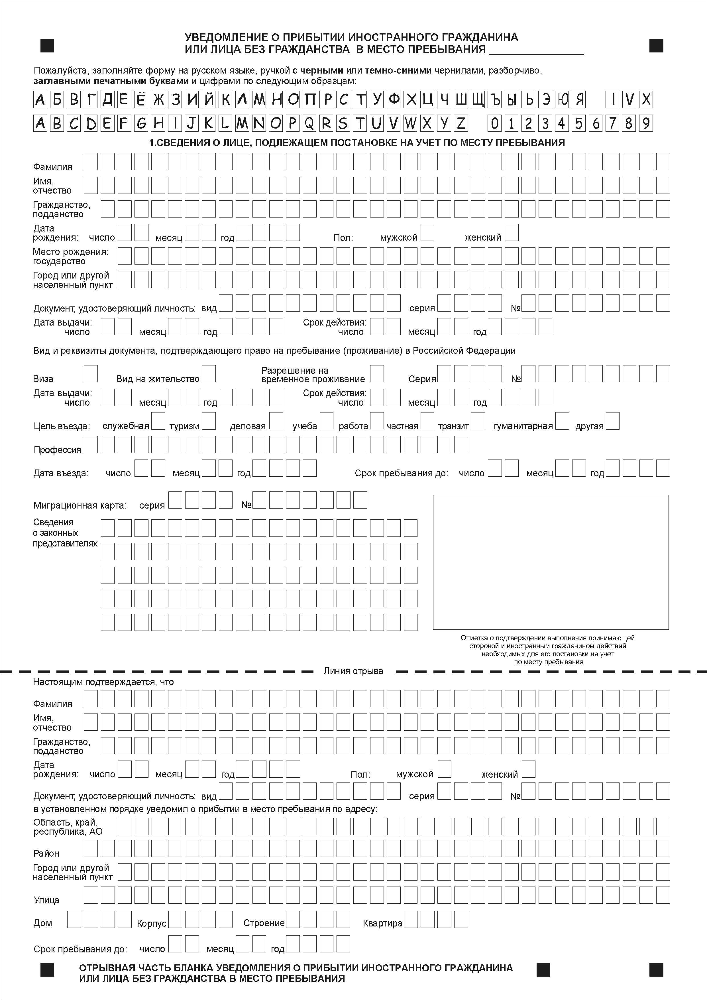 УВЕДОМЛЕНИЕ О ПРИБЫТИИ ИНОСТРАННОГО ГРАЖДАНИНА
ИЛИ ЛИЦА БЕЗ ГРАЖДАНСТВА В МЕСТО ПРЕБЫВАНИЯ
Пожалуйста, заполняйте форму на русском языке, ручкой с черными или темно-синими чернилами, разборчиво,
заглавными печатными буквами и цифрами по следующим образцам:
А Б В Г Д Е Ё Ж З И Й К Л М Н О П Р С Т У Ф Х Ц Ч Ш Щ Ъ Ы Ь Э Ю Я I V X
A B C D E F G H I J K L M N O P Q R S T U V W X Y Z 0 1 2 3 4 5 6 7 8 9
1.СВЕДЕНИЯ О ЛИЦЕ, ПОДЛЕЖАЩЕМ ПОСТАНОВКЕ НА УЧЕТ ПО МЕСТУ ПРЕБЫВАНИЯ
Фамилия
Имя,
отчество
Гражданство,
подданство
Дата
рождения: число месяц год Пол: мужской женский
Место рождения:
государство
Город или другой
населенный пункт
Документ, удостоверяющий личность: вид серия №
Дата выдачи: Срок действия:
число месяц год число месяц год
Вид и реквизиты документа, подтверждающего право на пребывание (проживание) в Российской Федерации
Разрешение на
Виза Вид на жительство временное проживание Серия №
Дата выдачи: Срок действия:
число месяц год число месяц год
Цель въезда: служебная туризм деловая учеба работа частная транзит гуманитарная другая
Профессия
Дата въезда: число месяц год Срок пребывания до: число месяц год
Миграционная карта: серия №
Сведения
о законных
представителях
Отметка о подтверждении выполнения принимающей
стороной и иностранным гражданином действий,
необходимых для его постановки на учет
по месту пребывания
Линия отрыва
Настоящим подтверждается, что
Фамилия
Имя,
отчество
Гражданство,
подданство
Дата
рождения: число месяц год Пол: мужской женский
Документ, удостоверяющий личность: вид серия №
в установленном порядке уведомил о прибытии в место пребывания по адресу:
Область, край,
республика, АО
Район
Город или другой
населенный пункт
Улица
Дом Корпус Строение Квартира
Срок пребывания до: число месяц год
ОТРЫВНАЯ ЧАСТЬ БЛАНКА УВЕДОМЛЕНИЯ О ПРИБЫТИИ ИНОСТРАННОГО ГРАЖДАНИНА
ИЛИ ЛИЦА БЕЗ ГРАЖДАНСТВА В МЕСТО ПРЕБЫВАНИЯ